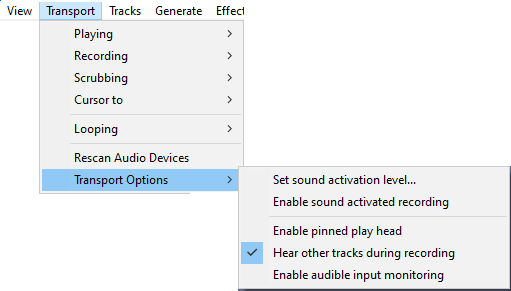 View Transport Tracks Generate Effect
Playing
Recording
Scrubbing
Cursor to
Looping
Rescan Audio Devices
Transport Options
Set sound activation level...
Enable sound activated recording
Enable pinned play head
Hear other tracks during recording
Enable audible input monitoring